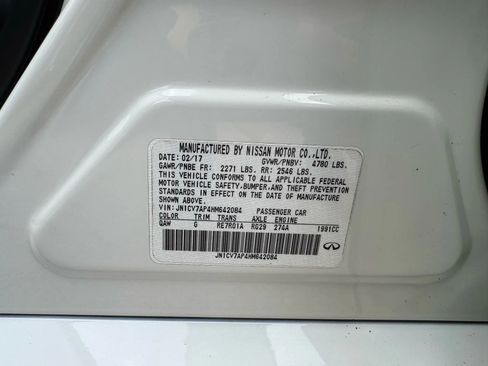 MANUFACTURED BY NISSAN MOTOR CO.,LTD.
DATE: 02/17 GVWR/PNBV: 4780 LBS.
GAWR/PNBE FR: 2271 LBS. RR: 2546 LBS.
THIS VEHICLE CONFORMS TO ALL APPLICABLE FEDERAL
MOTOR VEHICLE SAFETY,BUMPER,AND THEFT PREVENTION
STANDARDS IN EFFECT ON THE DATE OF MANUFACTURE
SHOWN ABOVE.
VIN: JN1CV7AP4HM642084 PASSENGER CAR
COLOR TRIM TRANS AXLE ENGINE
QAW G RE7R01A RG29 274A 1991CC
JN1CV7AP4HM642084